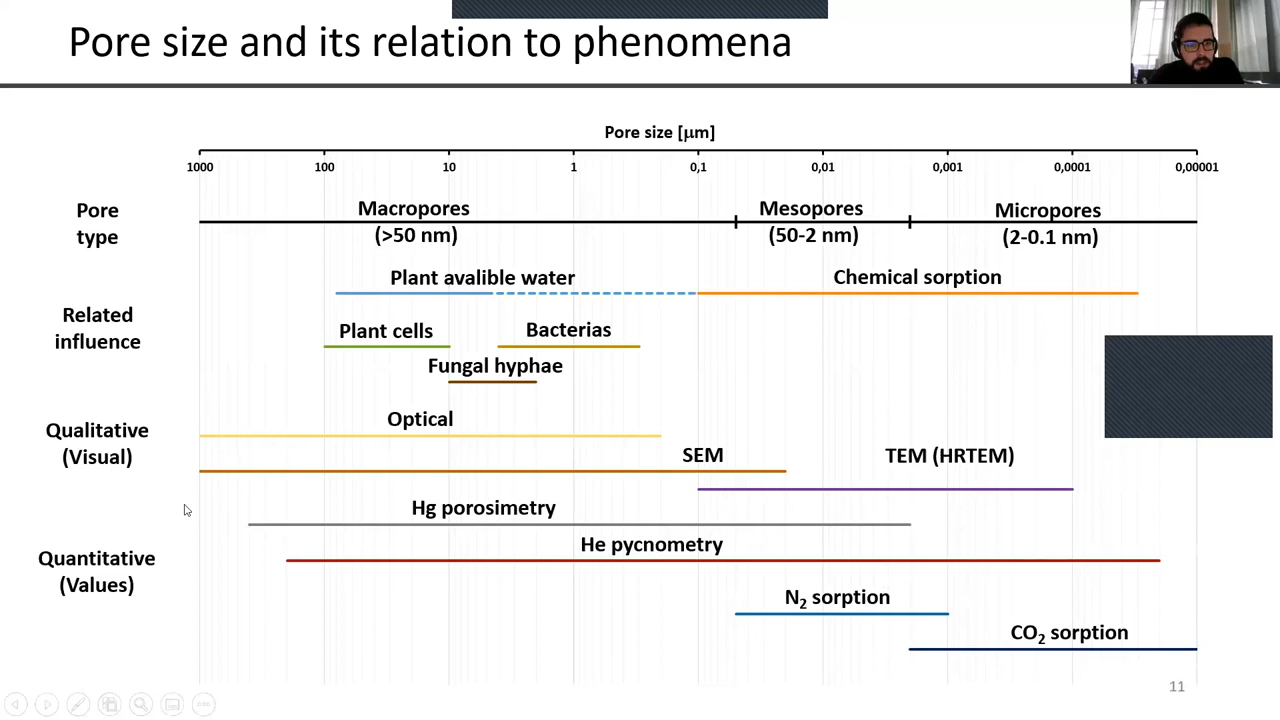 Pore size and its relation to phenomena
Pore size [μm]
1000 100 10 1 0,1 0,01 0,001 0,0001 0,00001
Pore
type
Macropores
(>50 nm)
Mesopores
(50-2 nm)
Micropores
(2-0.1 nm)
Related
influence
Plant avalible water
Chemical sorption
Plant cells
Bacterias
Fungal hyphae
Qualitative
(Visual)
Optical
SEM
TEM (HRTEM)
Quantitative
(Values)
Hg porosimetry
He pycnometry
N₂ sorption
CO₂ sorption
11